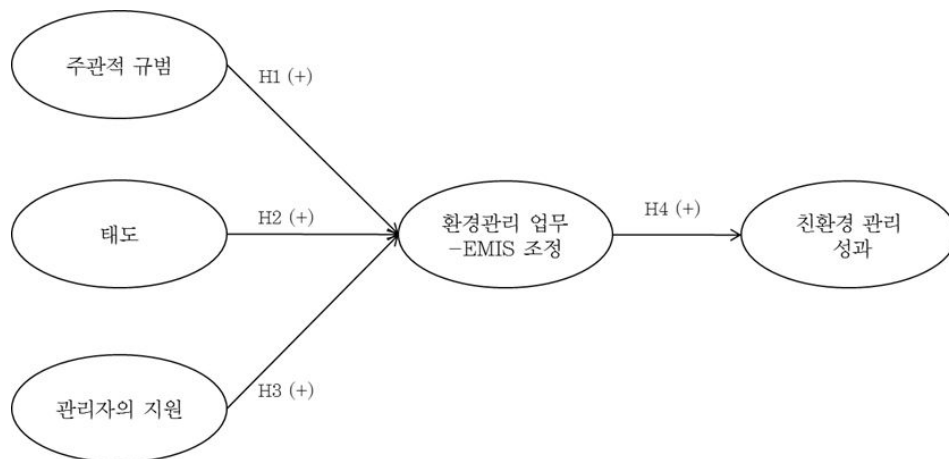 주관적 규범
H1 (+)
태도
H2 (+)
환경관리 업무
-EMIS 조정
H4 (+)
친환경 관리
성과
관리자의 지원
H3 (+)